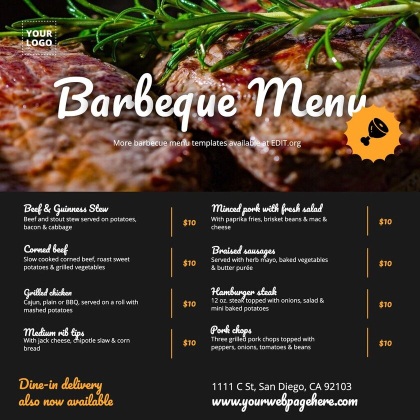 YOUR
LOGO
Barbeque Menu
More barbecue menu templates available at EDIT.org
Beef & Guinness Stew
Beef and stout stew served on potatoes,
bacon & cabbage
$10
Corned beef
Slow cooked corned beef, roast sweet
potatoes & grilled vegetables
$10
Grilled chicken
Cajun, plain or BBQ, served on a roll with
mashed potatoes
$10
Medium rib tips
With jack cheese, chipotle slaw & corn
bread
$10
Minced pork with fresh salad
With paprika fries, brisket beans & mac &
cheese
$10
Braised sausages
Served with herb mayo, baked vegetables
& butter purée
$10
Hamburger steak
12 oz. steak topped with onions, salad &
mini baked potatoes
$10
Pork chops
Three grilled pork chops topped with
peppers, onions, tomatoes & beans
$10
Dine-in delivery
also now available
1111 C St, San Diego, CA 92103
www.yourwebpagehere.com